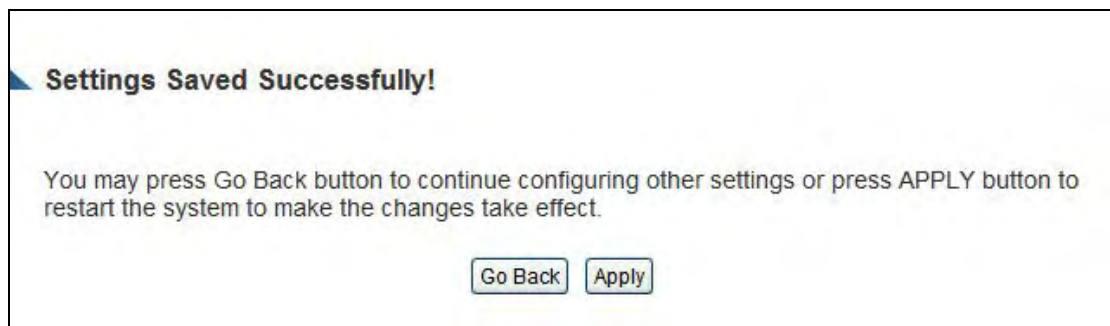 Settings Saved Successfully!
You may press Go Back button to continue configuring other settings or press APPLY button to
restart the system to make the changes take effect.
Go Back Apply